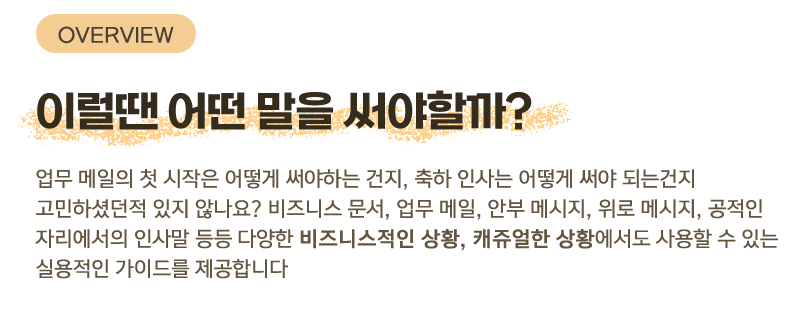 OVERVIEW
이럴땐 어떤 말을 써야할까?
업무 메일의 첫 시작은 어떻게 써야하는 건지, 축하 인사는 어떻게 써야 되는건지
고민하셨던적 있지 않나요? 비즈니스 문서, 업무 메일, 안부 메시지, 위로 메시지, 공적인
자리에서의 인사말 등등 다양한 비즈니스적인 상황, 캐쥬얼한 상황에서도 사용할 수 있는
실용적인 가이드를 제공합니다